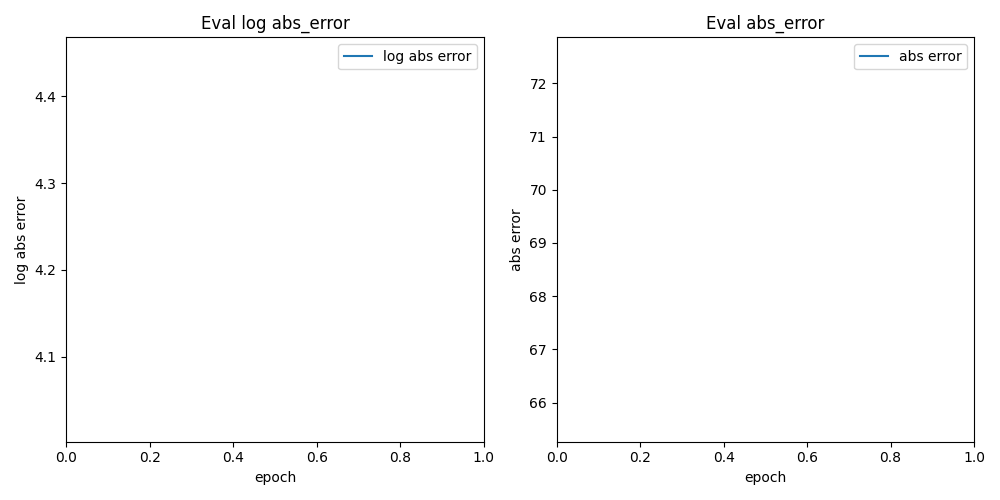 Eval log abs_error
log abs error
4.4
4.3
4.2
4.1
log abs error
0.0 0.2 0.4 0.6 0.8 1.0
epoch
Eval abs_error
abs error
72
71
70
69
68
67
66
abs error
0.0 0.2 0.4 0.6 0.8 1.0
epoch